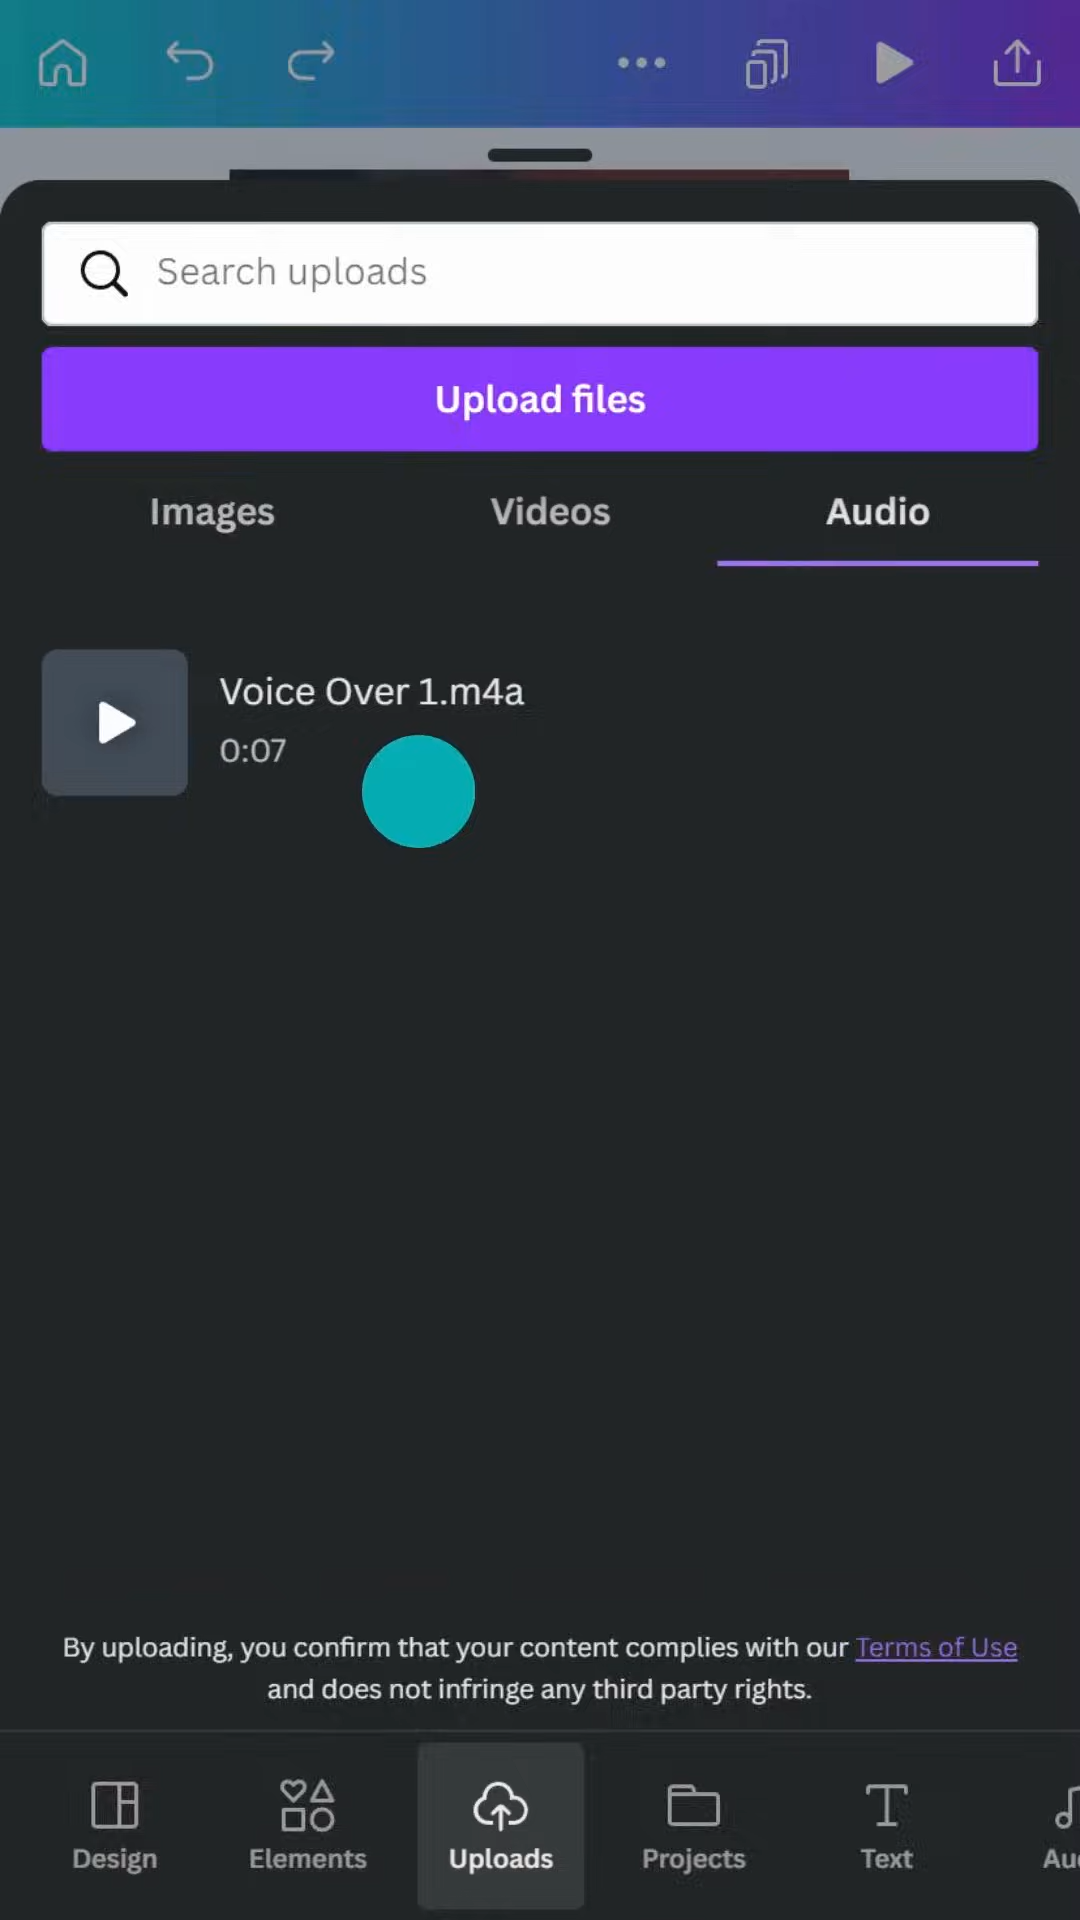 Search uploads
Upload files
Images Videos Audio
Voice Over 1.m4a
0:07
By uploading, you confirm that your content complies with our Terms of Use
and does not infringe any third party rights.
Design Elements Uploads Projects Text